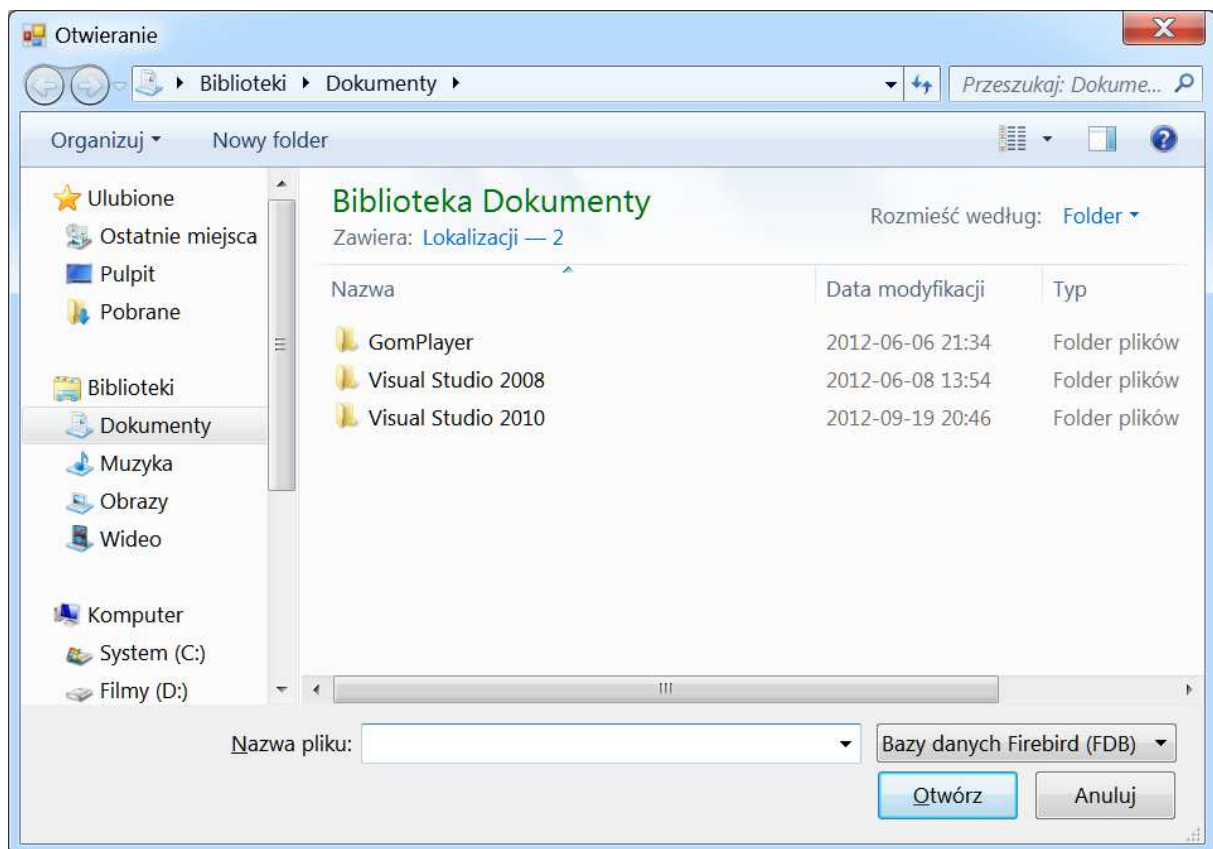 Otwieranie
Biblioteki Dokumenty
Przeszukaj: Dokume...
Organizuj Nowy folder
Ulubione
Ostatnie miejsca
Pulpit
Pobrane
Biblioteki
Dokumenty
Muzyka
Obrazy
Wideo
Komputer
System (C:)
Filmy (D:)
Biblioteka Dokumenty
Zawiera: Lokalizacji — 2
Rozmieść według: Folder
Nazwa Data modyfikacji Typ
GomPlayer 2012-06-06 21:34 Folder plików
Visual Studio 2008 2012-06-08 13:54 Folder plików
Visual Studio 2010 2012-09-19 20:46 Folder plików
Nazwa pliku:
Bazy danych Firebird (FDB)
Otwórz Anuluj